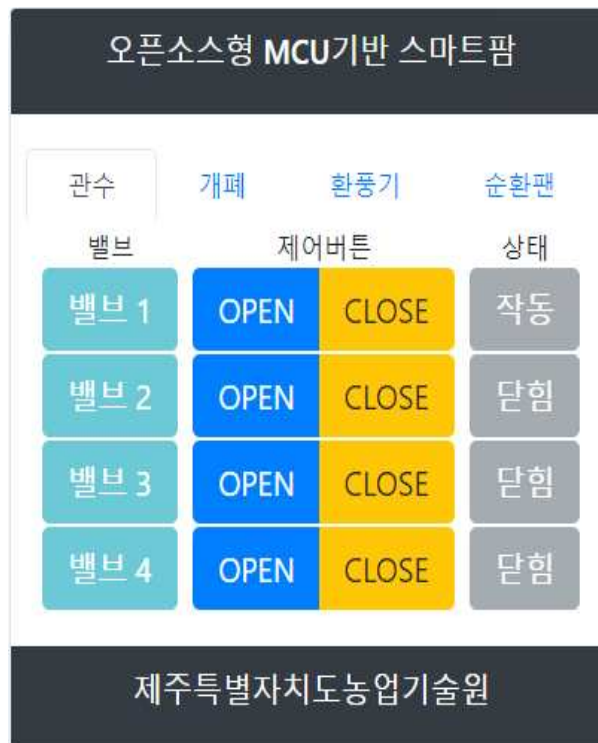 오픈소스형 MCU기반 스마트팜
관수 개폐 환풍기 순환팬
밸브 제어버튼 상태
밸브 1 OPEN CLOSE 작동
밸브 2 OPEN CLOSE 닫힘
밸브 3 OPEN CLOSE 닫힘
밸브 4 OPEN CLOSE 닫힘
제주특별자치도농업기술원